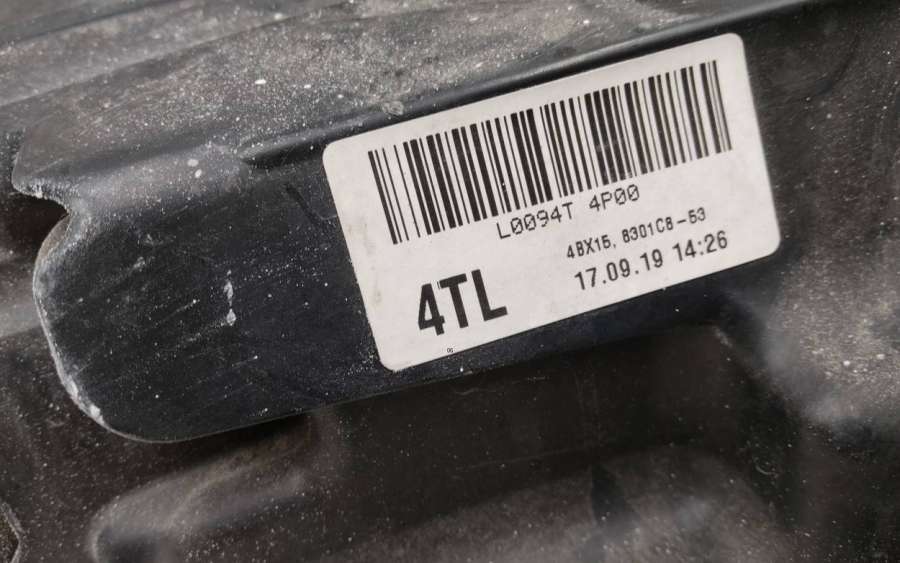 L0094T 4P00
4BX15, 8301C8-53
4TL
17.09.19 14:26